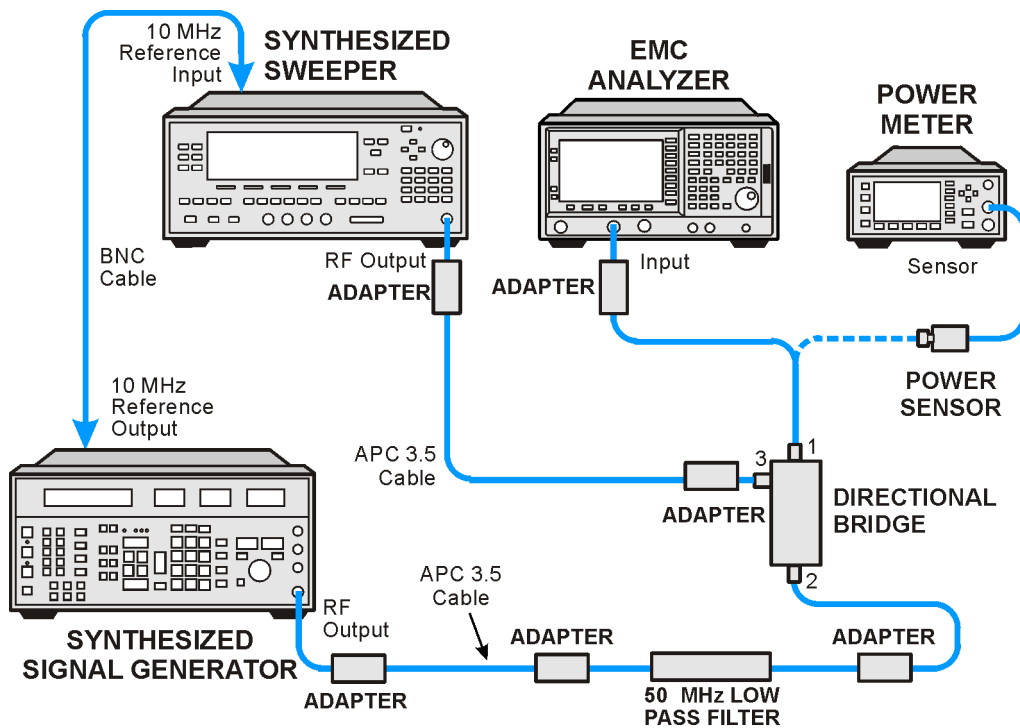 10 MHz
Reference
Input
SYNTHESIZED
SWEEPER
EMC
ANALYZER
POWER
METER
BNC
Cable
RF Output
ADAPTER
ADAPTER
Input
Sensor
POWER
SENSOR
10 MHz
Reference
Output
APC 3.5
Cable
3
1
ADAPTER
DIRECTIONAL
BRIDGE
2
APC 3.5
Cable
RF
Output
SYNTHESIZED
SIGNAL GENERATOR
ADAPTER
ADAPTER
50 MHz LOW
PASS FILTER
ADAPTER